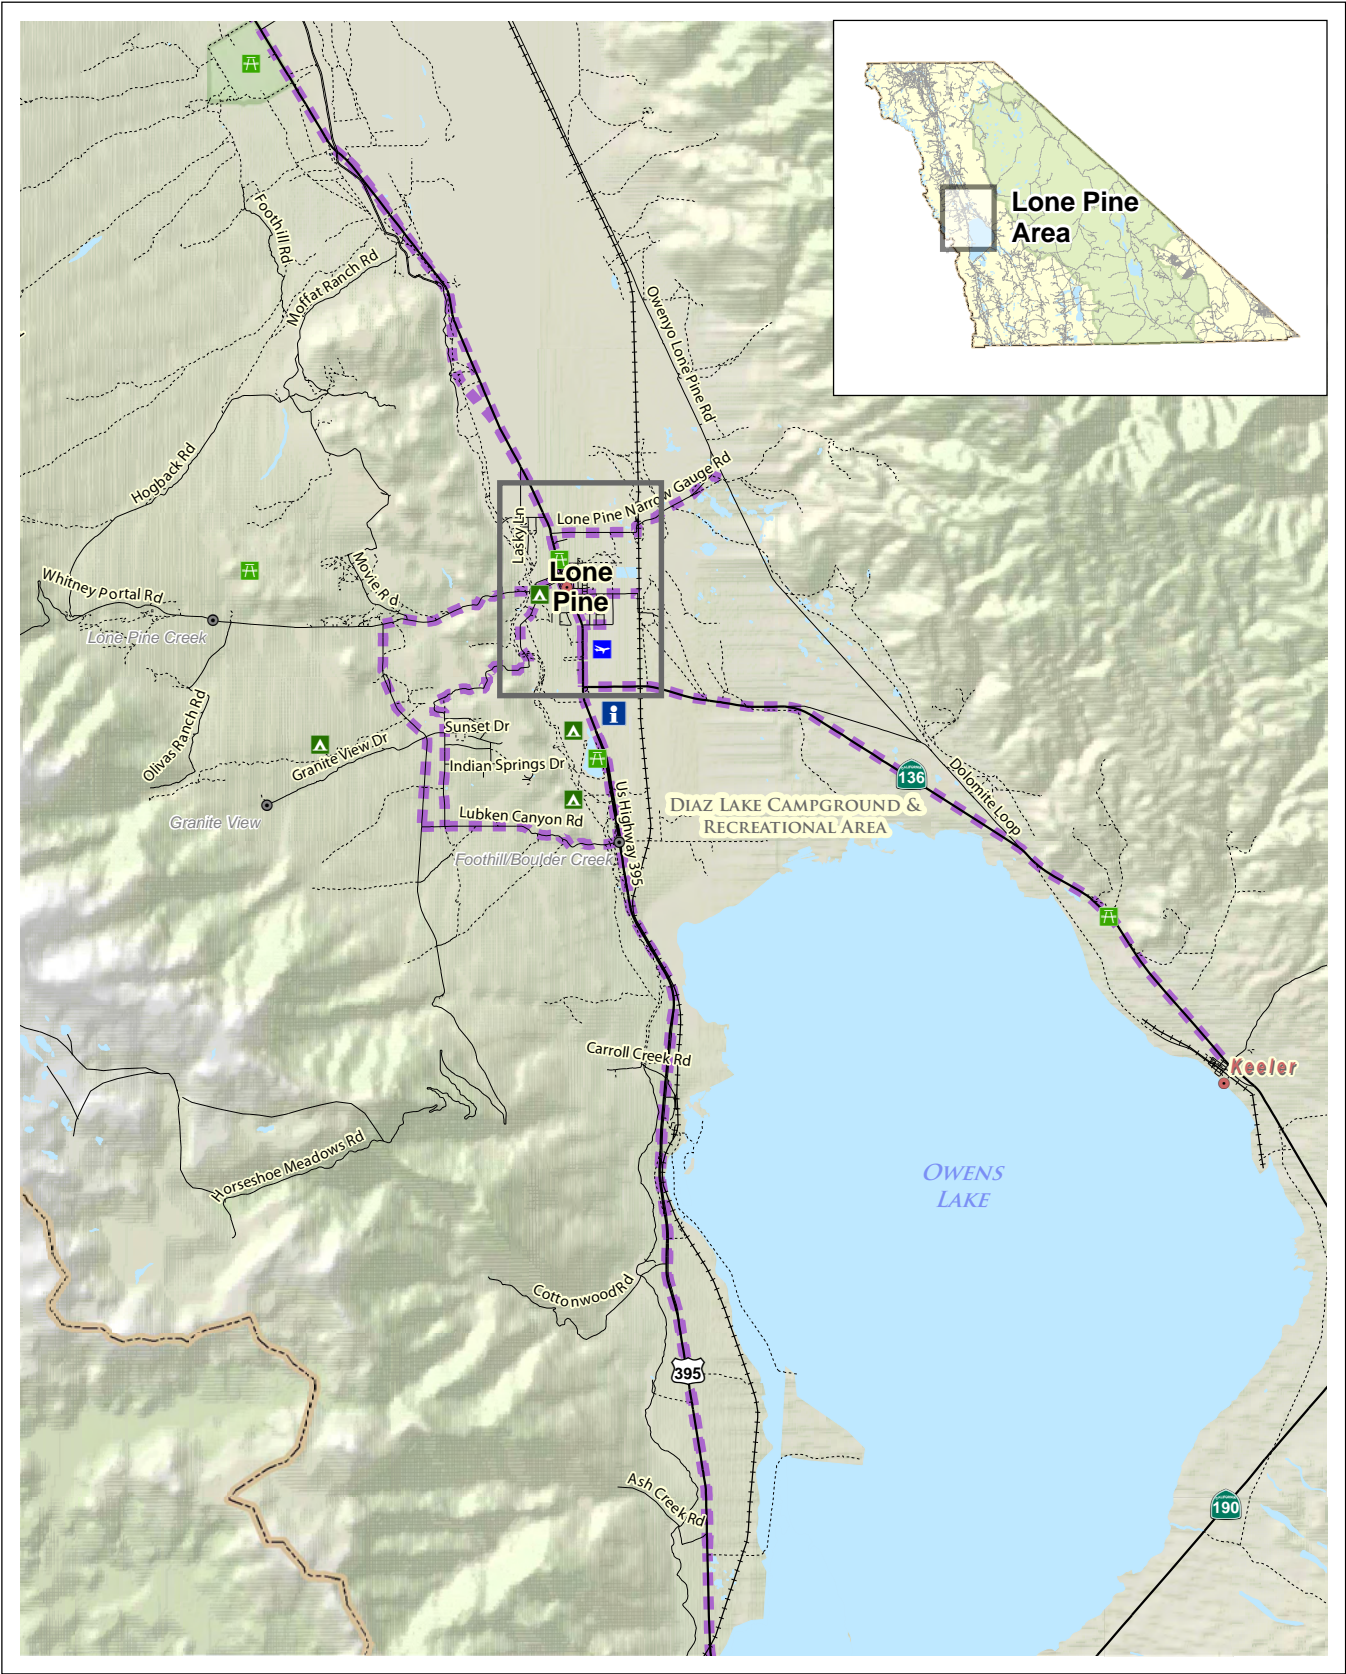 Lone Pine
Area
Foothill Rd
Moffat Ranch Rd
Owenyo Lone Pine Rd
Hogback Rd
Lone Pine Narrow Gauge Rd
Lasky Ln
Movie Rd
Whitney Portal Rd
Lone Pine Creek
Lone
Pine
Olivas Ranch Rd
Sunset Dr
Granite View Dr
Indian Springs Dr
Granite View
Lubken Canyon Rd
Foothill/Boulder Creek
Us Highway 395
Diaz Lake Campground &
Recreational Area
CALIFORNIA
136
Dolomite Loop
Carroll Creek Rd
Keeler
Horseshoe Meadows Rd
Owens
Lake
Cottonwood Rd
395
Ash Creek Rd
CALIFORNIA
190